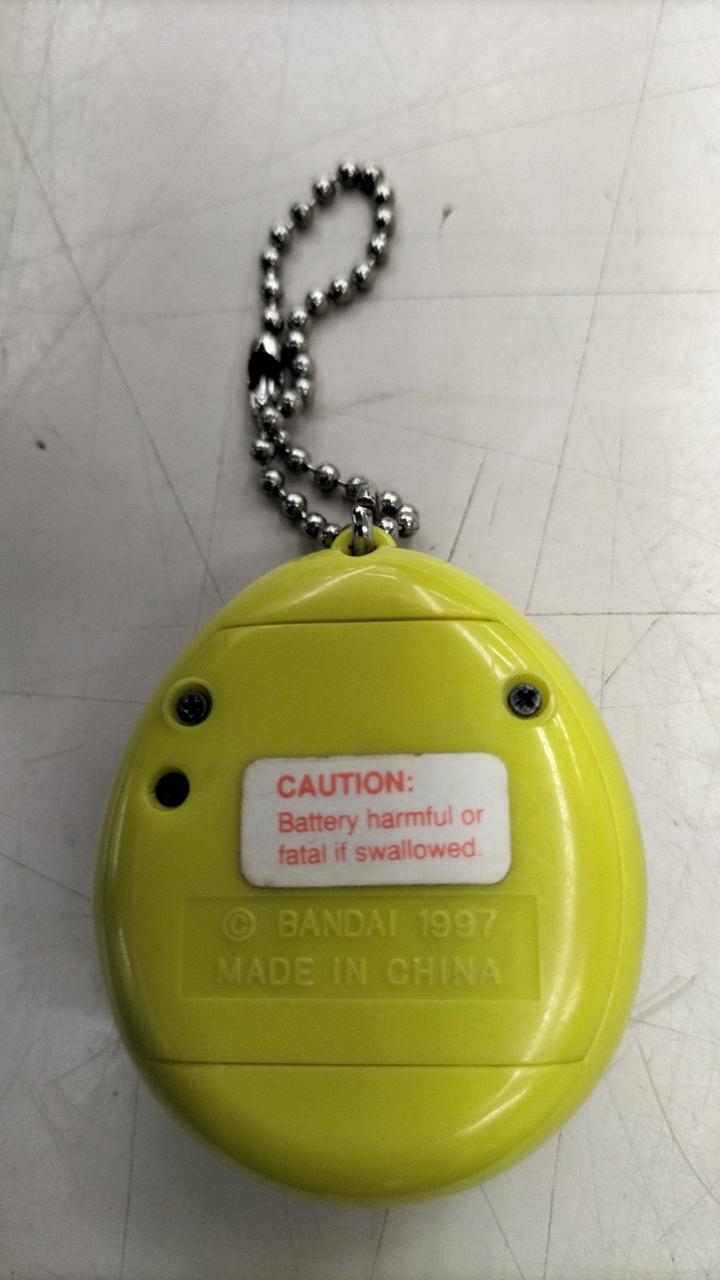 CAUTION:
Battery harmful or
fatal if swallowed.
© BANDAI 1997
MADE IN CHINA